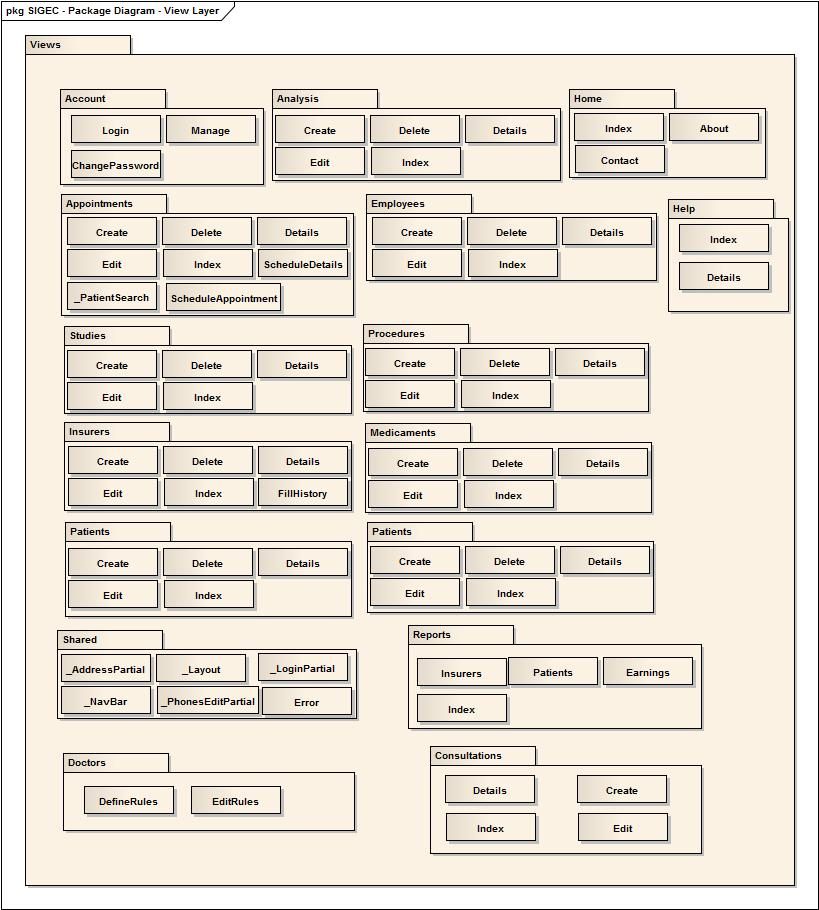 pkg SIGEC - Package Diagram - View Layer
Views
Account
Login
Manage
ChangePassword
Analysis
Create
Delete
Details
Edit
Index
Home
Index
About
Contact
Appointments
Create
Delete
Details
Edit
Index
ScheduleDetails
_PatientSearch
ScheduleAppointment
Employees
Create
Delete
Details
Edit
Index
Help
Index
Details
Studies
Create
Delete
Details
Edit
Index
Procedures
Create
Delete
Details
Edit
Index
Insurers
Create
Delete
Details
Edit
Index
FillHistory
Medicaments
Create
Delete
Details
Edit
Index
Patients
Create
Delete
Details
Edit
Index
Patients
Create
Delete
Details
Edit
Index
Shared
_AddressPartial
_Layout
_LoginPartial
_NavBar
_PhonesEditPartial
Error
Reports
Insurers
Patients
Earnings
Index
Doctors
DefineRules
EditRules
Consultations
Details
Create
Index
Edit